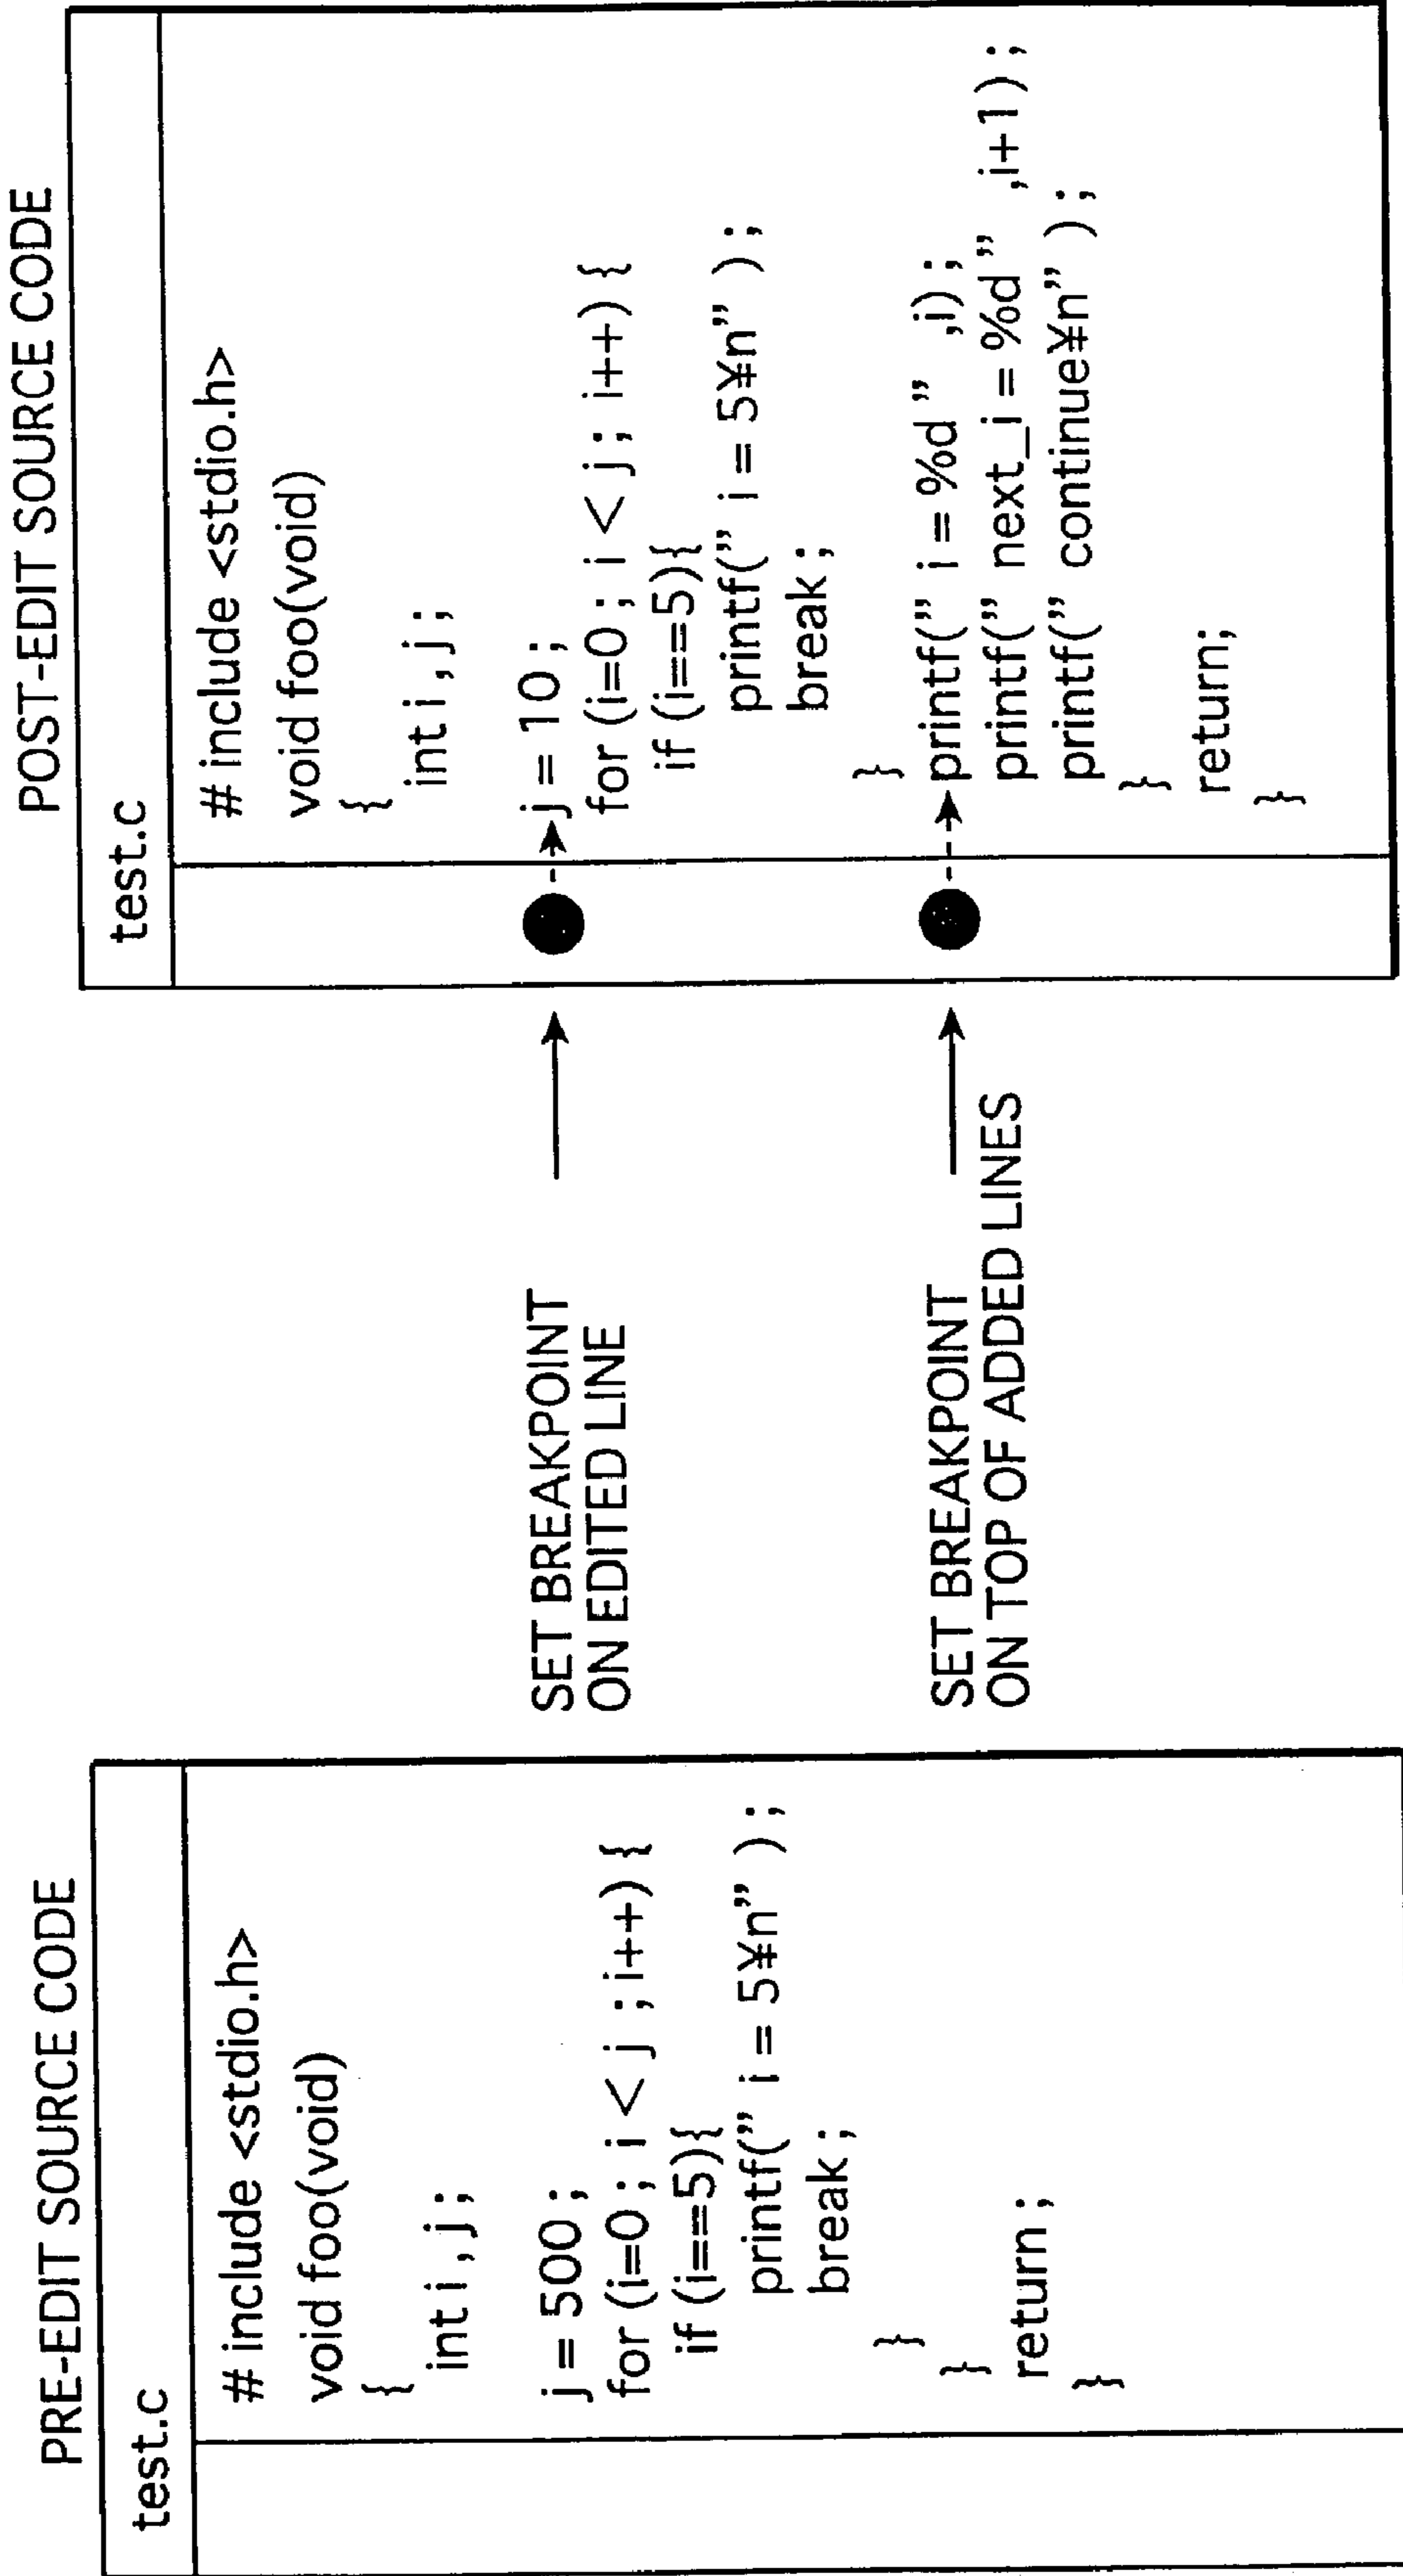 PRE-EDIT SOURCE CODE
test.c
# include <stdio.h>
void foo(void)
{
int i , j ;
j = 500 ;
for (i=0 ; i < j ; i++) {
if (i==5){
printf(” i = 5¥n” ) ;
break ;
}
}
return ;
}
SET BREAKPOINT
ON EDITED LINE
SET BREAKPOINT
ON TOP OF ADDED LINES
POST-EDIT SOURCE CODE
test.c
# include <stdio.h>
void foo(void)
{
int i , j ;
j = 10 ;
for (i=0 ; i < j ; i++) {
if (i==5){
printf(” i = 5¥n” ) ;
break ;
}
printf(” i = %d ” ,i) ;
printf(” next_i = %d ” ,i+1) ;
printf(” continue¥n” ) ;
}
return;
}